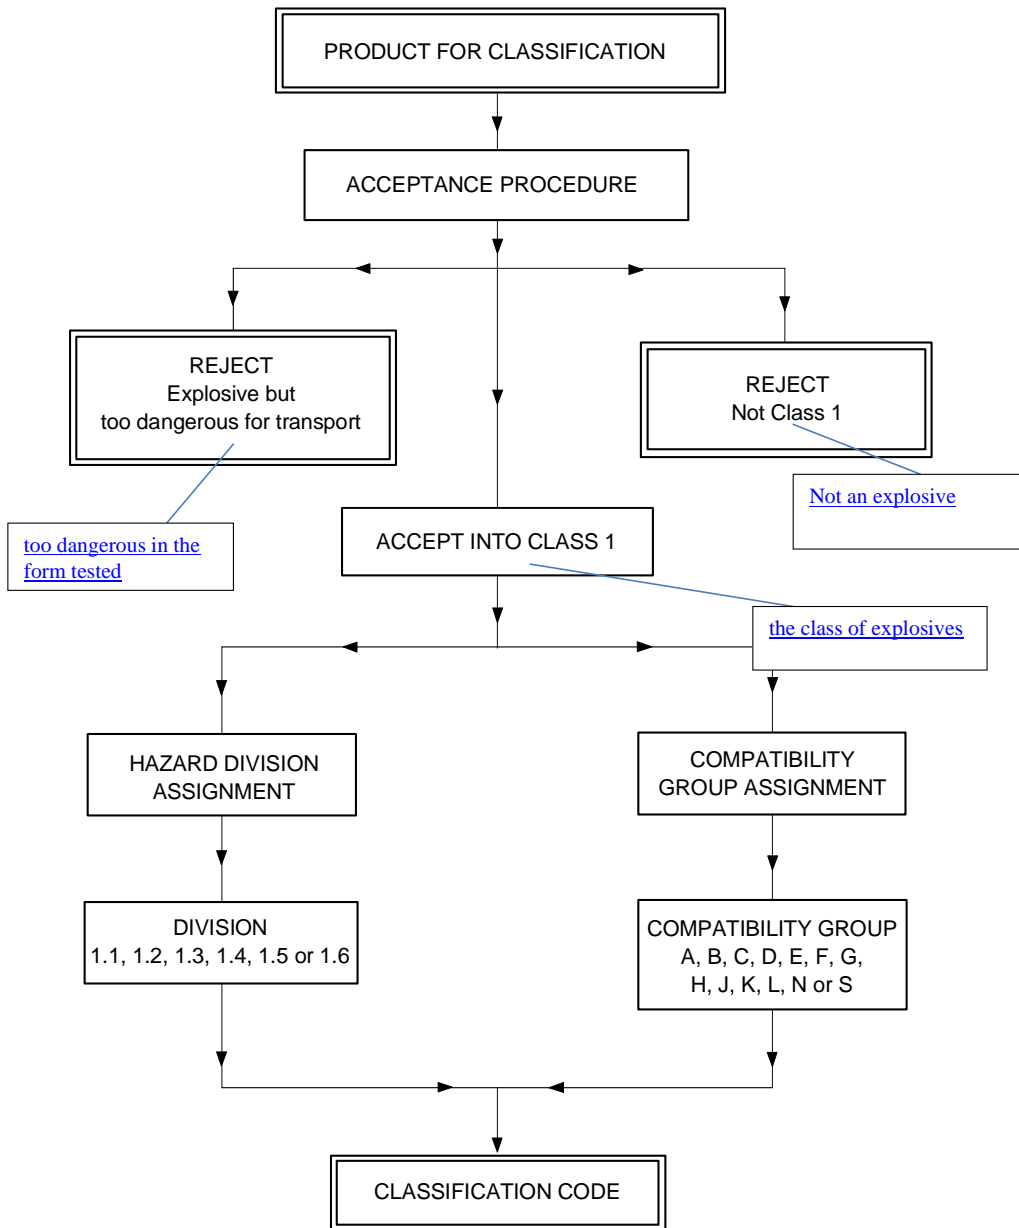 PRODUCT FOR CLASSIFICATION
ACCEPTANCE PROCEDURE
REJECT
Explosive but
too dangerous for transport
REJECT
Not Class 1
Not an explosive
too dangerous in the
form tested
ACCEPT INTO CLASS 1
the class of explosives
HAZARD DIVISION
ASSIGNMENT
COMPATIBILITY
GROUP ASSIGNMENT
DIVISION
1.1, 1.2, 1.3, 1.4, 1.5 or 1.6
COMPATIBILITY GROUP
A, B, C, D, E, F, G,
H, J, K, L, N or S
CLASSIFICATION CODE